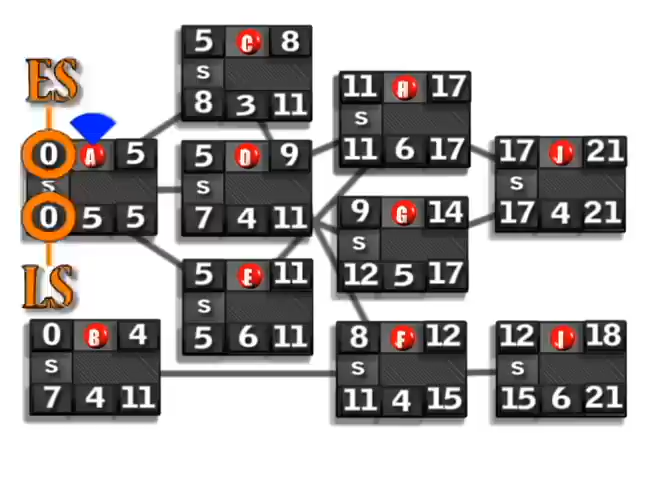 ES
0 A 5
S
0 5 5
LS
5 C 8
S
8 3 11
5 D 9
S
7 4 11
5 E 11
S
5 6 11
0 B 4
S
7 4 11
11 H 17
S
11 6 17
9 G 14
S
12 5 17
8 F 12
S
11 4 15
17 J 21
S
17 4 21
12 I 18
S
15 6 21